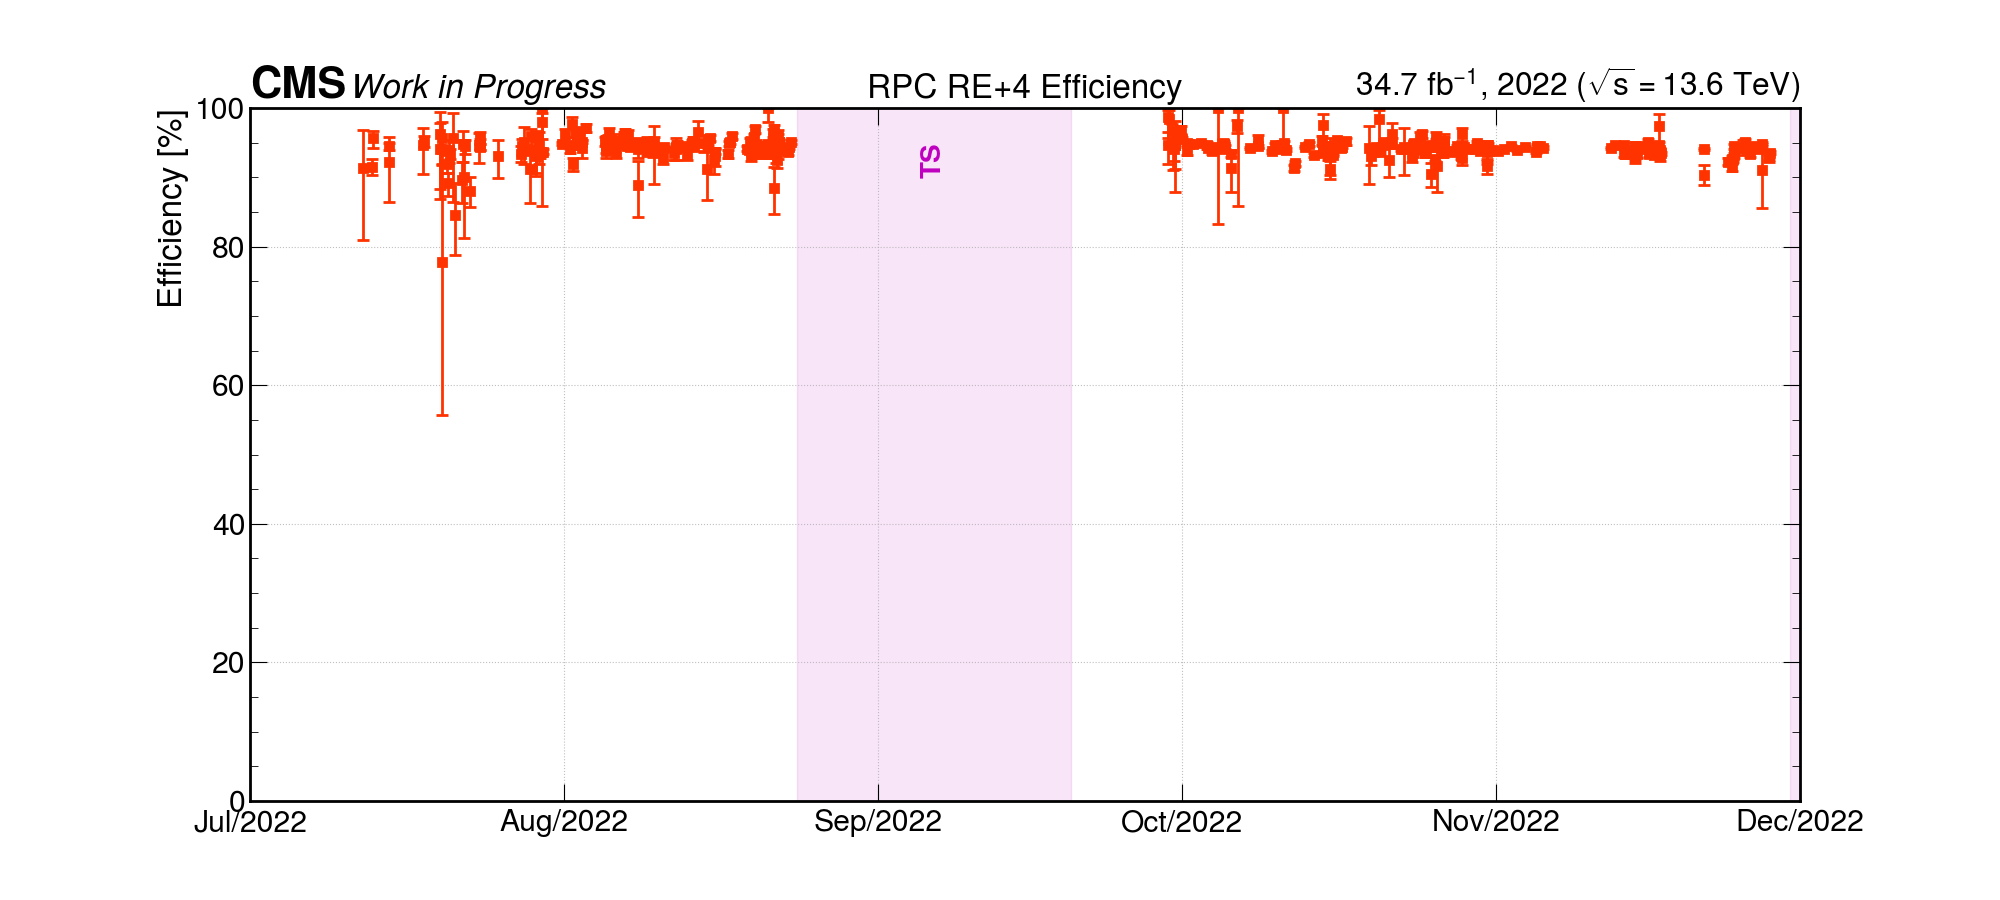 CMS Work in Progress RPC RE+4 Efficiency 34.7 fb⁻¹, 2022 (√s = 13.6 TeV)
Efficiency [%]
100
80
60
40
20
0
TS
Jul/2022 Aug/2022 Sep/2022 Oct/2022 Nov/2022 Dec/2022